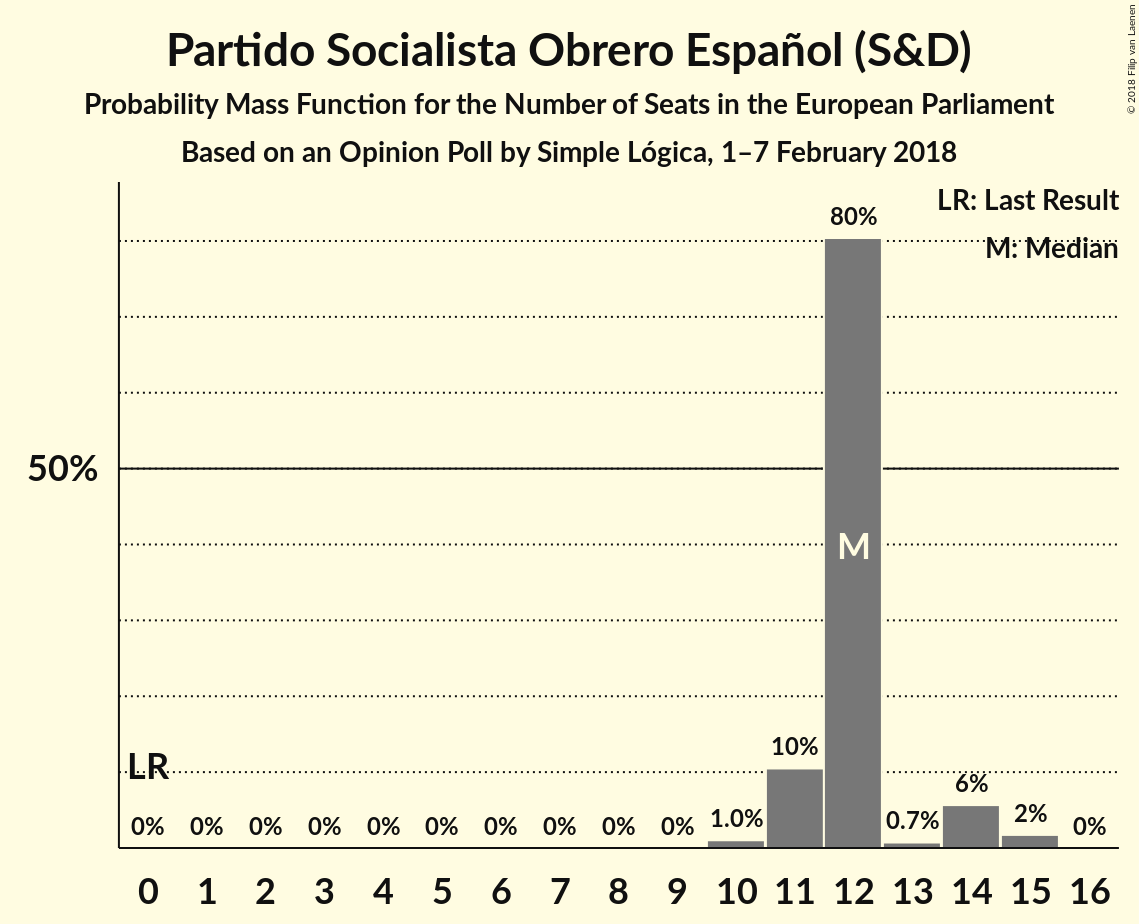 Partido Socialista Obrero Español (S&D)
Probability Mass Function for the Number of Seats in the European Parliament
Based on an Opinion Poll by Simple Lógica, 1–7 February 2018
© 2018 Filip van Laenen
LR: Last Result
M: Median
80%
50%
M
LR
10%
6%
0% 0% 0% 0% 0% 0% 0% 0% 0% 0% 1.0% 0.7% 2% 0%
0 1 2 3 4 5 6 7 8 9 10 11 12 13 14 15 16